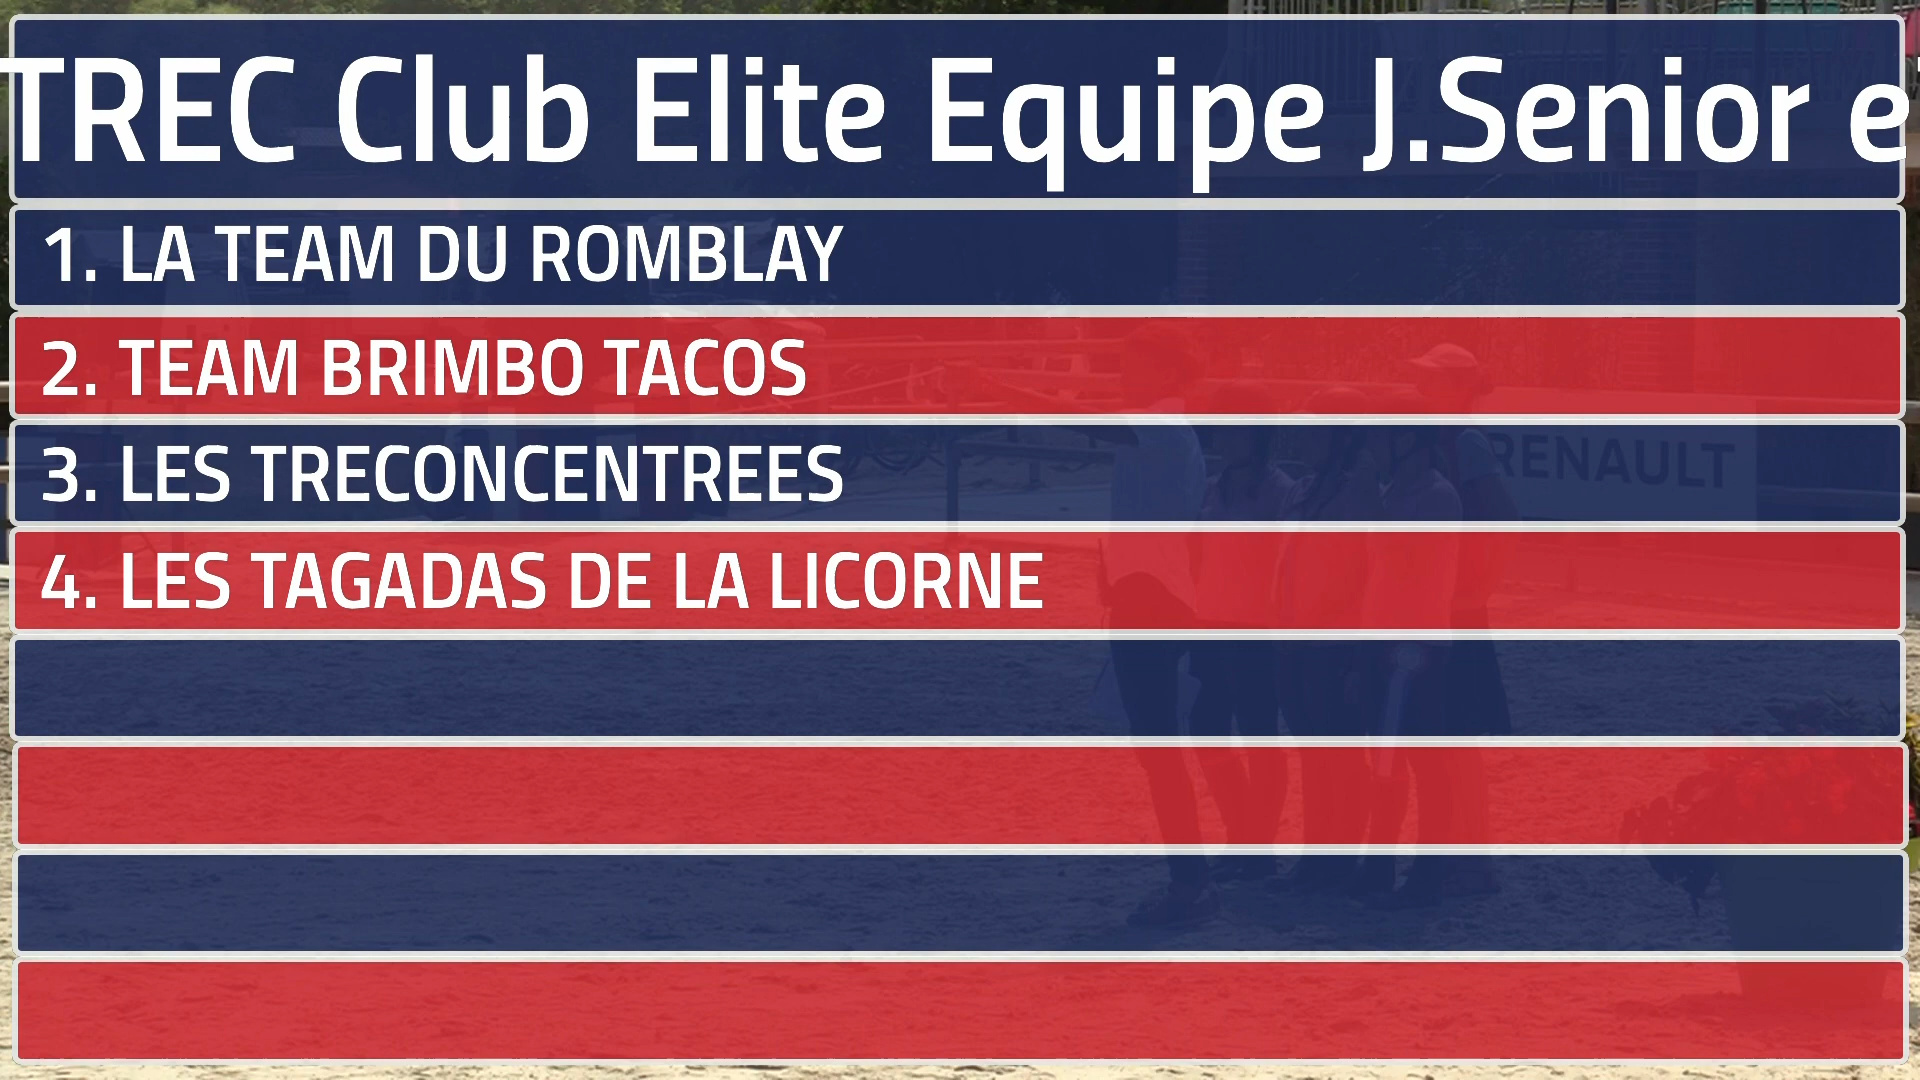 TREC Club Elite Equipe J.Senior e
1. LA TEAM DU ROMBLAY
2. TEAM BRIMBO TACOS
3. LES TRECONCENTREES
RENAULT
4. LES TAGADAS DE LA LICORNE